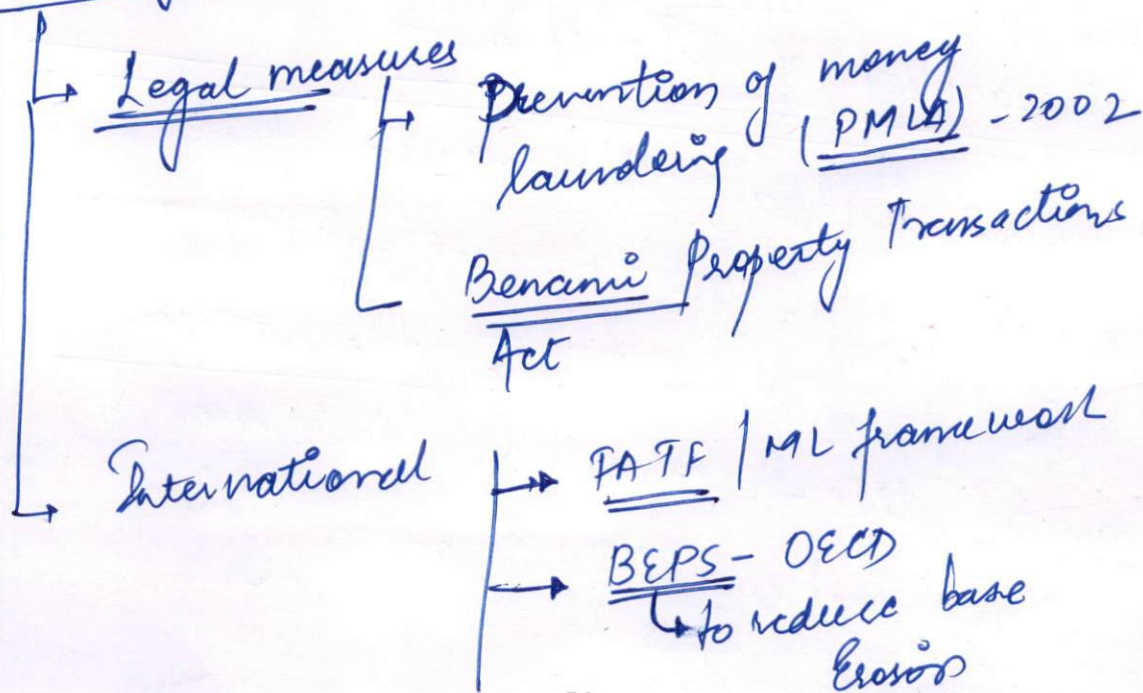 Legal measures
Prevention of money
laundering (PMLA) - 2002
Benami Property Transactions
Act
International
FATF | ML framework
BEPS - OECD
to reduce base
Erosion